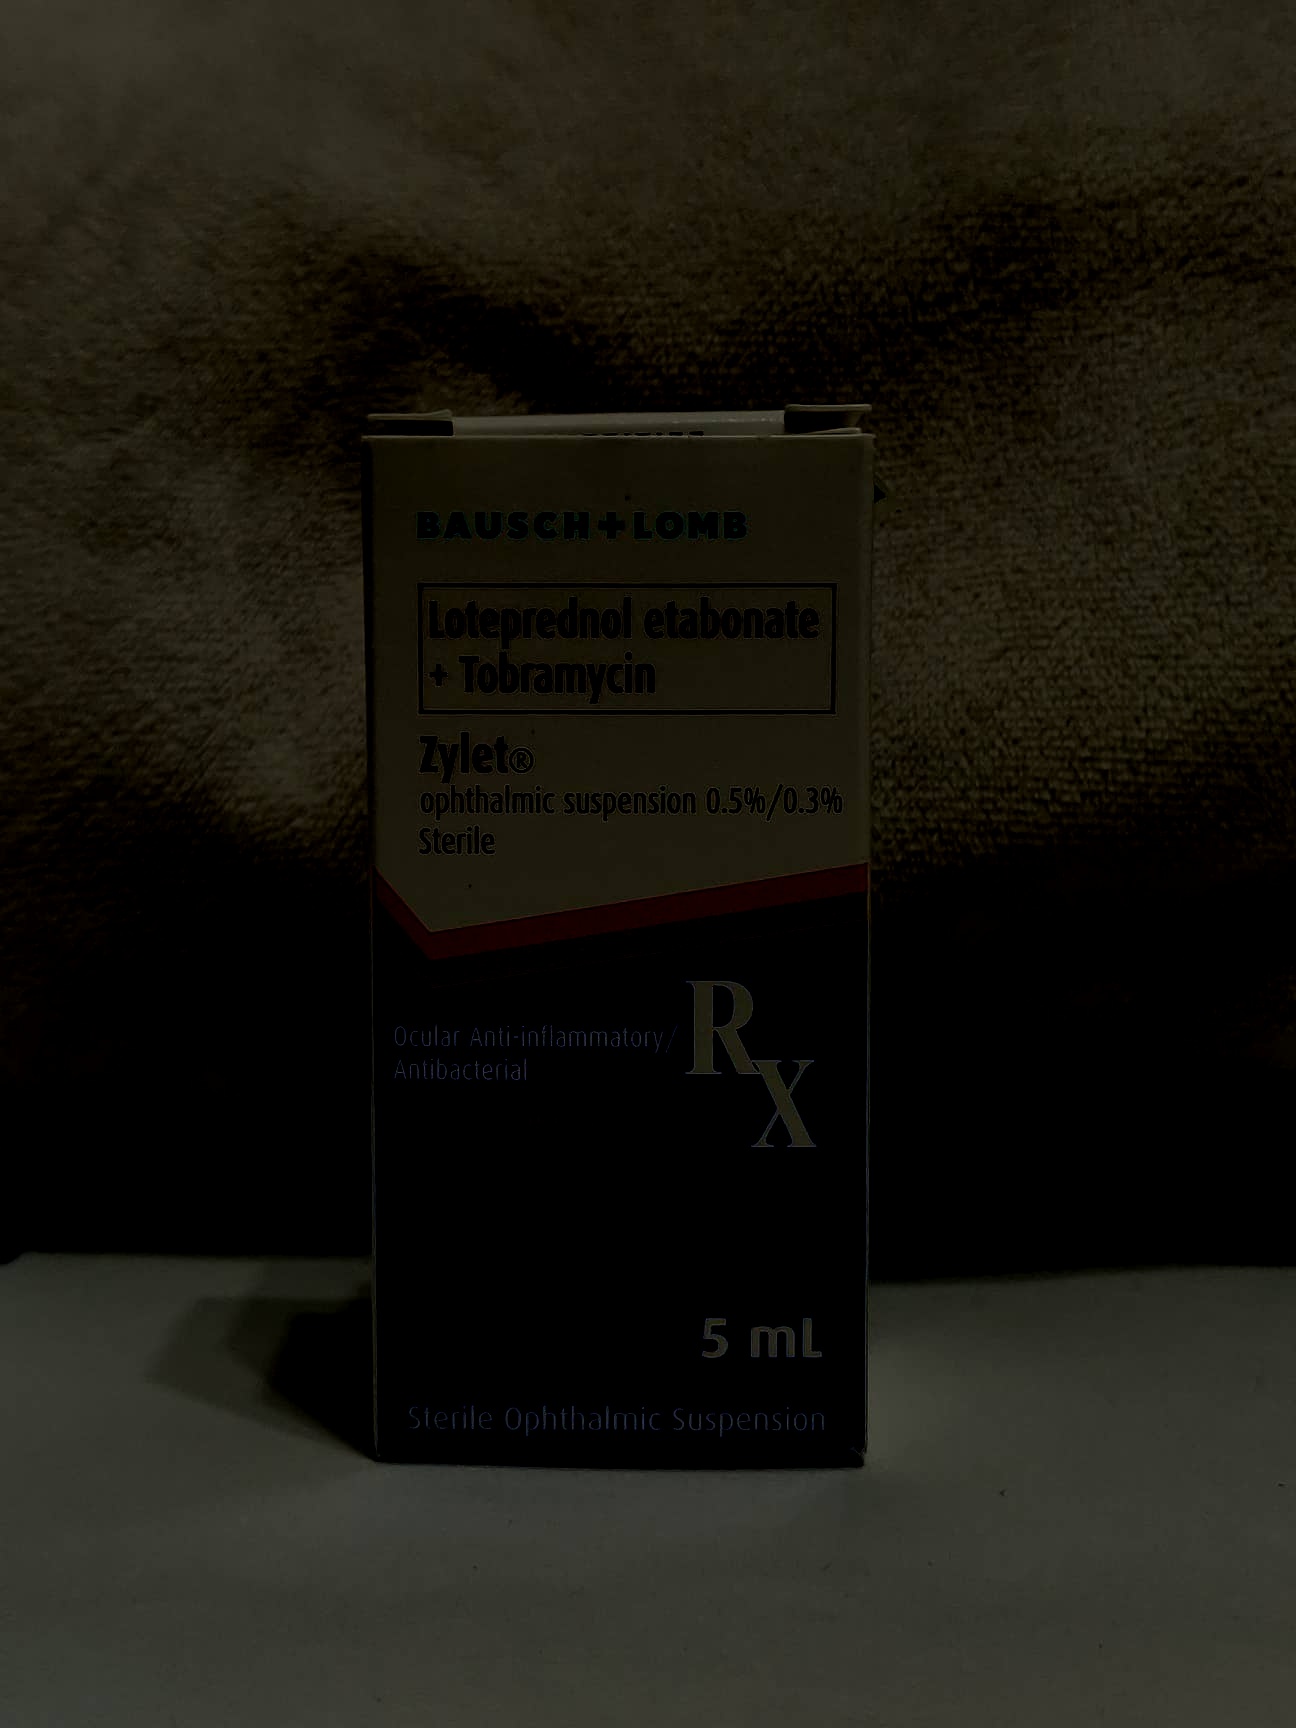 BAUSCH+LOMB
Loteprednol etabonate
+ Tobramycin
Zylet®
ophthalmic suspension 0.5%/0.3%
Sterile
Ocular Anti-inflammatory/
Antibacterial
Rx
5 mL
Sterile Ophthalmic Suspension